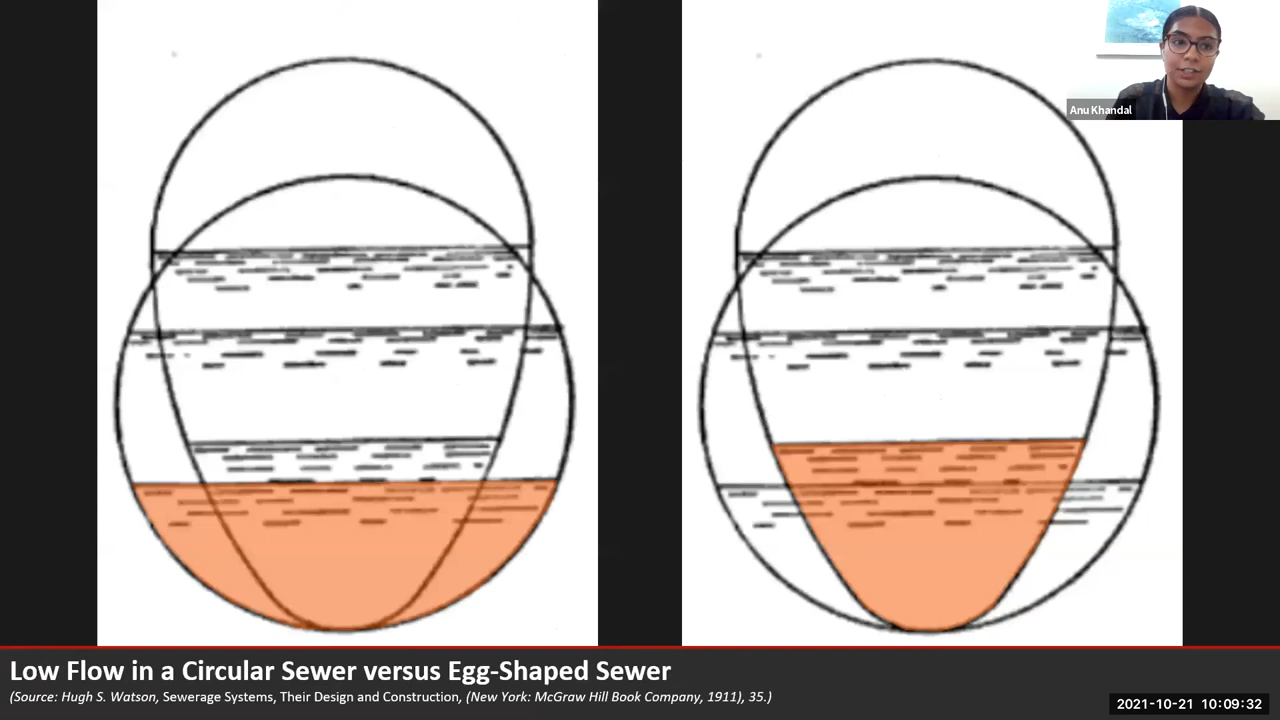 Anu Khandal
Low Flow in a Circular Sewer versus Egg-Shaped Sewer
(Source: Hugh S. Watson, Sewerage Systems, Their Design and Construction, (New York: McGraw Hill Book Company, 1911), 35.)
2021-10-21 10:09:32